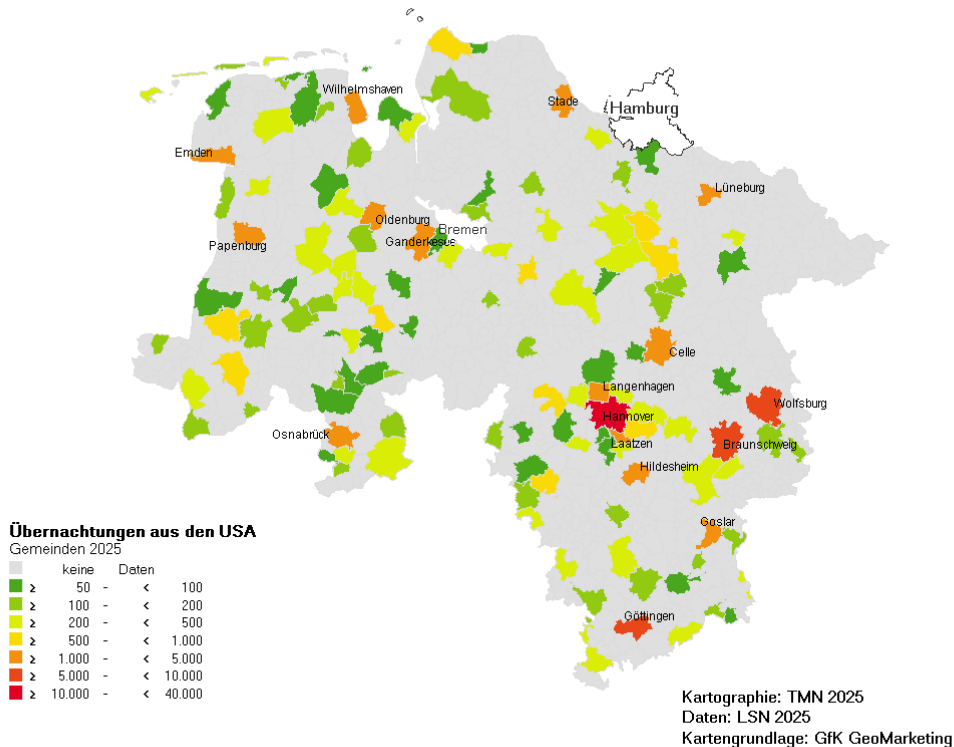 Wilhelmshaven
Stade
Hamburg
Emden
Lüneburg
Oldenburg
Bremen
Papenburg
Ganderkesee
Celle
Langenhagen
Wolfsburg
Hannover
Osnabrück
Laatzen
Braunschweig
Hildesheim
Goslar
Göttingen
Übernachtungen aus den USA
Gemeinden 2025
keine - Daten
≥ 50 - < 100
≥ 100 - < 200
≥ 200 - < 500
≥ 500 - < 1.000
≥ 1.000 - < 5.000
≥ 5.000 - < 10.000
≥ 10.000 - < 40.000
Kartographie: TMN 2025
Daten: LSN 2025
Kartengrundlage: GfK GeoMarketing